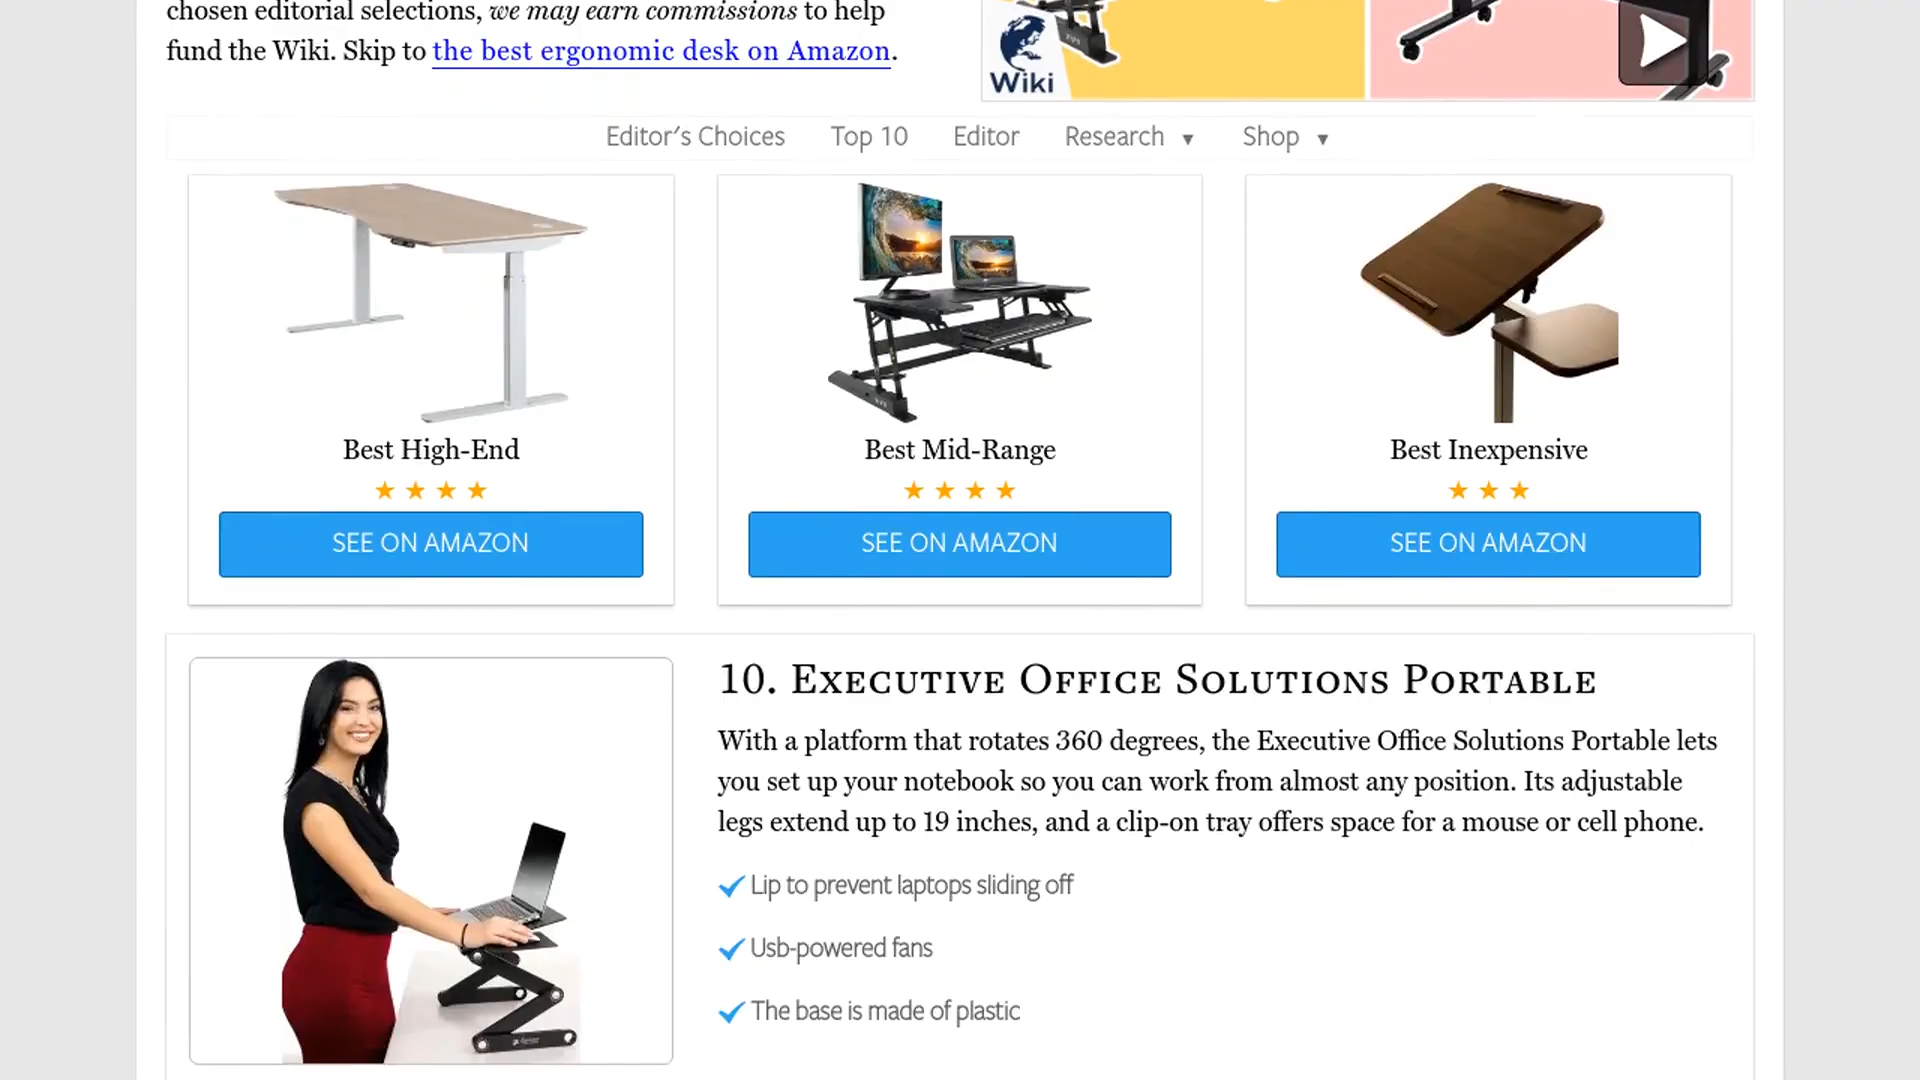 chosen editorial selections, we may earn commissions to help
fund the Wiki. Skip to the best ergonomic desk on Amazon.
Wiki
Editor's Choices Top 10 Editor Research ▼ Shop ▼
Best High-End
Best Mid-Range
Best Inexpensive
★ ★ ★ ★
★ ★ ★ ★
★ ★ ★
SEE ON AMAZON
SEE ON AMAZON
SEE ON AMAZON
10. Executive Office Solutions Portable
With a platform that rotates 360 degrees, the Executive Office Solutions Portable lets
you set up your notebook so you can work from almost any position. Its adjustable
legs extend up to 19 inches, and a clip-on tray offers space for a mouse or cell phone.
Lip to prevent laptops sliding off
Usb-powered fans
The base is made of plastic